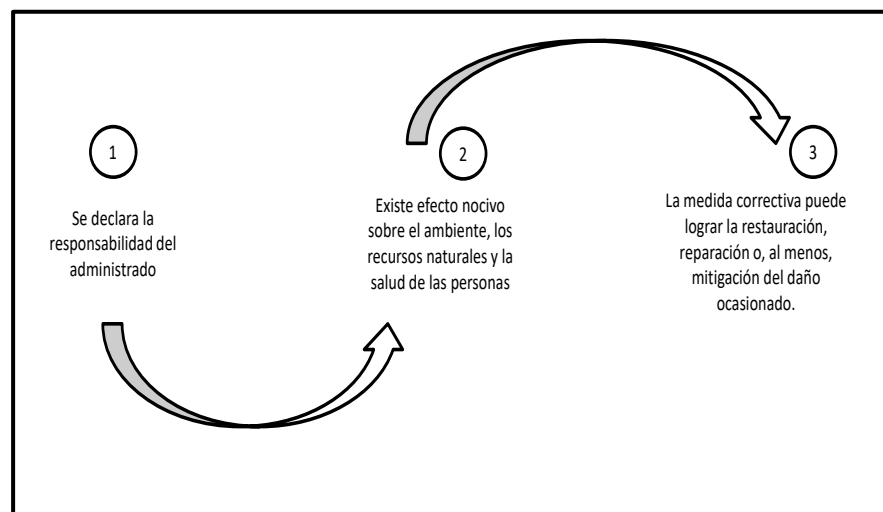 1
Se declara la
responsabilidad del
administrado
2
Existe efecto nocivo
sobre el ambiente, los
recursos naturales y la
salud de las personas
3
La medida correctiva puede
lograr la restauración,
reparación o, al menos,
mitigación del daño
ocasionado.